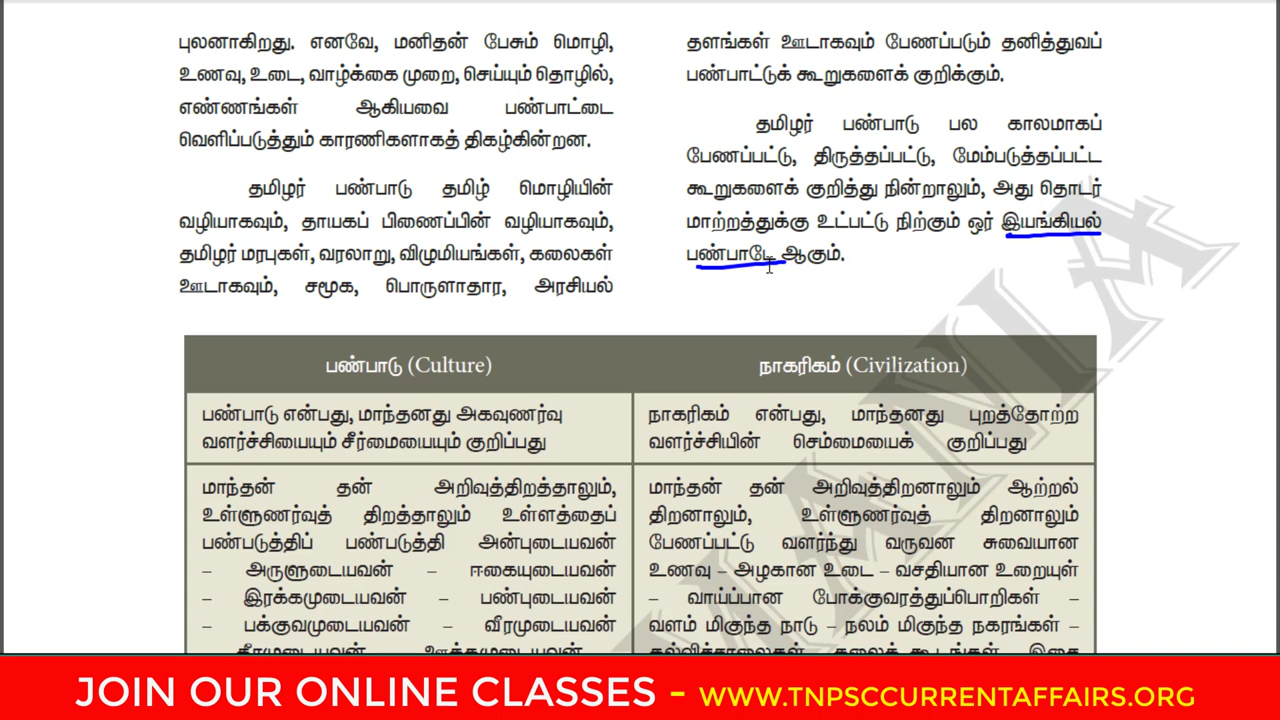 புலனாகிறது. எனவே, மனிதன் பேசும் மொழி,
உணவு, உடை, வாழ்க்கை முறை, செய்யும் தொழில்,
எண்ணங்கள் ஆகியவை பண்பாட்டை
வெளிப்படுத்தும் காரணிகளாகத் திகழ்கின்றன.
தமிழர் பண்பாடு தமிழ் மொழியின்
வழியாகவும், தாயகப் பிணைப்பின் வழியாகவும்,
தமிழர் மரபுகள், வரலாறு, விழுமியங்கள், கலைகள்
ஊடாகவும், சமூக, பொருளாதார, அரசியல்
தளங்கள் ஊடாகவும் பேணப்படும் தனித்துவப்
பண்பாட்டுக் கூறுகளைக் குறிக்கும்.
தமிழர் பண்பாடு பல காலமாகப்
பேணப்பட்டு, திருத்தப்பட்டு, மேம்படுத்தப்பட்ட
கூறுகளைக் குறித்து நின்றாலும், அது தொடர்
மாற்றத்துக்கு உட்பட்டு நிற்கும் ஓர் இயங்கியல்
பண்பாடே ஆகும்.
பண்பாடு (Culture)
நாகரிகம் (Civilization)
பண்பாடு என்பது, மாந்தனது அகவுணர்வு
வளர்ச்சியையும் சீர்மையையும் குறிப்பது
நாகரிகம் என்பது, மாந்தனது புறத்தோற்ற
வளர்ச்சியின் செம்மையைக் குறிப்பது
மாந்தன் தன் அறிவுத்திறத்தாலும்,
உள்ளுணர்வுத் திறத்தாலும் உள்ளத்தைப்
பண்படுத்திப் பண்படுத்தி அன்புடையவன்
– அருளுடையவன் – ஈகையுடையவன்
– இரக்கமுடையவன் – பண்புடையவன்
– பக்குவமுடையவன் – வீரமுடையவன்
மாந்தன் தன் அறிவுத்திறனாலும் ஆற்றல்
திறனாலும், உள்ளுணர்வுத் திறனாலும்
பேணப்பட்டு வளர்ந்து வருவன சுவையான
உணவு – அழகான உடை – வசதியான உறையுள்
– வாய்ப்பான போக்குவரத்துப்பொறிகள் –
வளம் மிகுந்த நாடு – நலம் மிகுந்த நகரங்கள் –
JOIN OUR ONLINE CLASSES - WWW.TNPSCCURRENTAFFAIRS.ORG